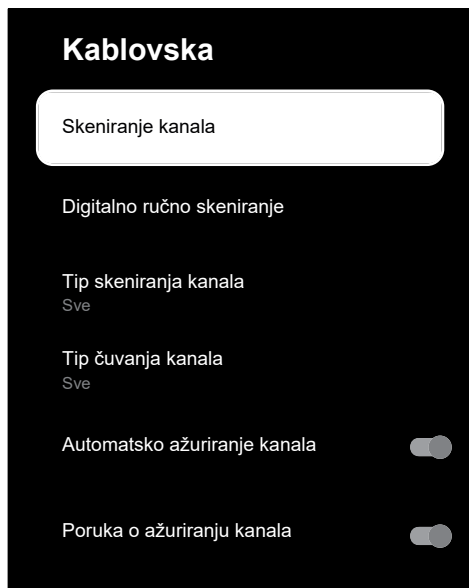 Kablovska
Skeniranje kanala
Digitalno ručno skeniranje
Tip skeniranja kanala
Sve
Tip čuvanja kanala
Sve
Automatsko ažuriranje kanala
Poruka o ažuriranju kanala